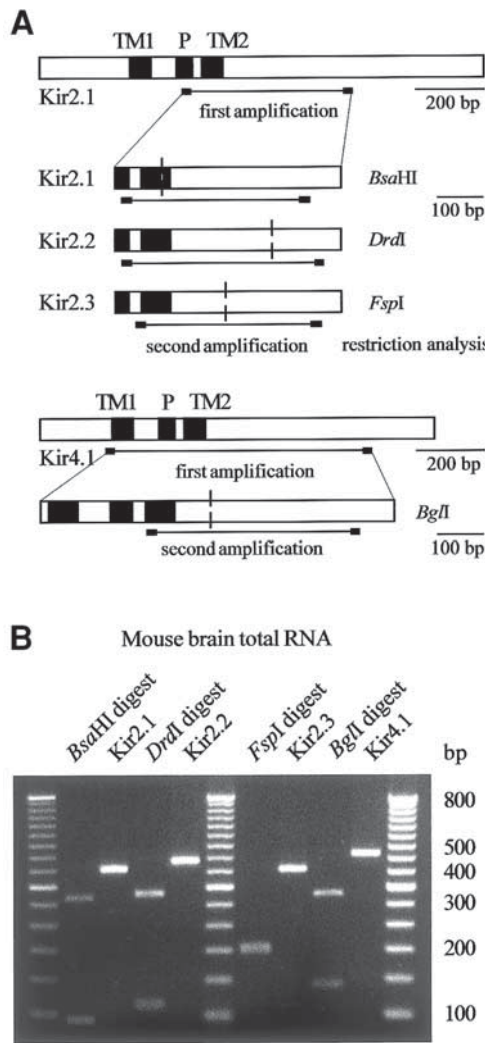 A
TM1 P TM2
Kir2.1
first amplification
200 bp
Kir2.1
BsaHI
100 bp
Kir2.2
DrdI
Kir2.3
FspI
second amplification
restriction analysis
TM1 P TM2
Kir4.1
first amplification
200 bp
BglI
second amplification
100 bp
B
Mouse brain total RNA
BsaHI digest
Kir2.1
DrdI digest
Kir2.2
FspI digest
Kir2.3
BglI digest
Kir4.1
bp
800
500
400
300
200
100